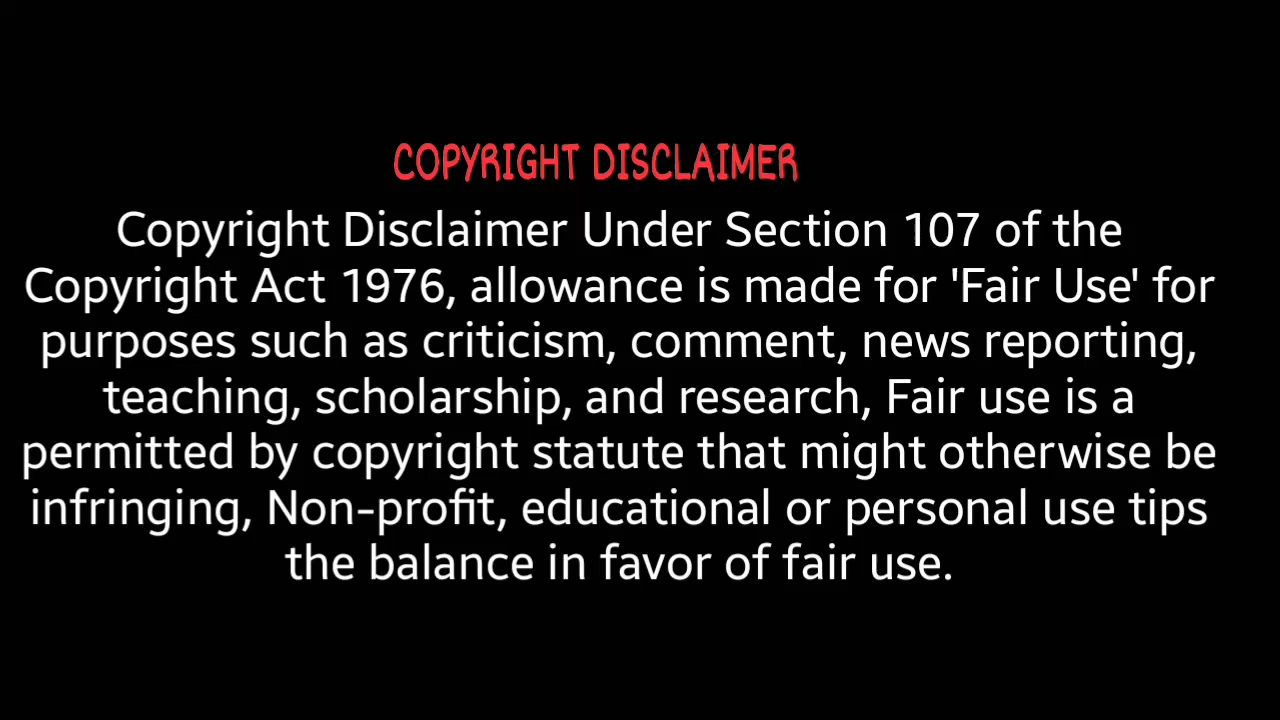 COPYRIGHT DISCLAIMER
Copyright Disclaimer Under Section 107 of the
Copyright Act 1976, allowance is made for 'Fair Use' for
purposes such as criticism, comment, news reporting,
teaching, scholarship, and research, Fair use is a
permitted by copyright statute that might otherwise be
infringing, Non-profit, educational or personal use tips
the balance in favor of fair use.